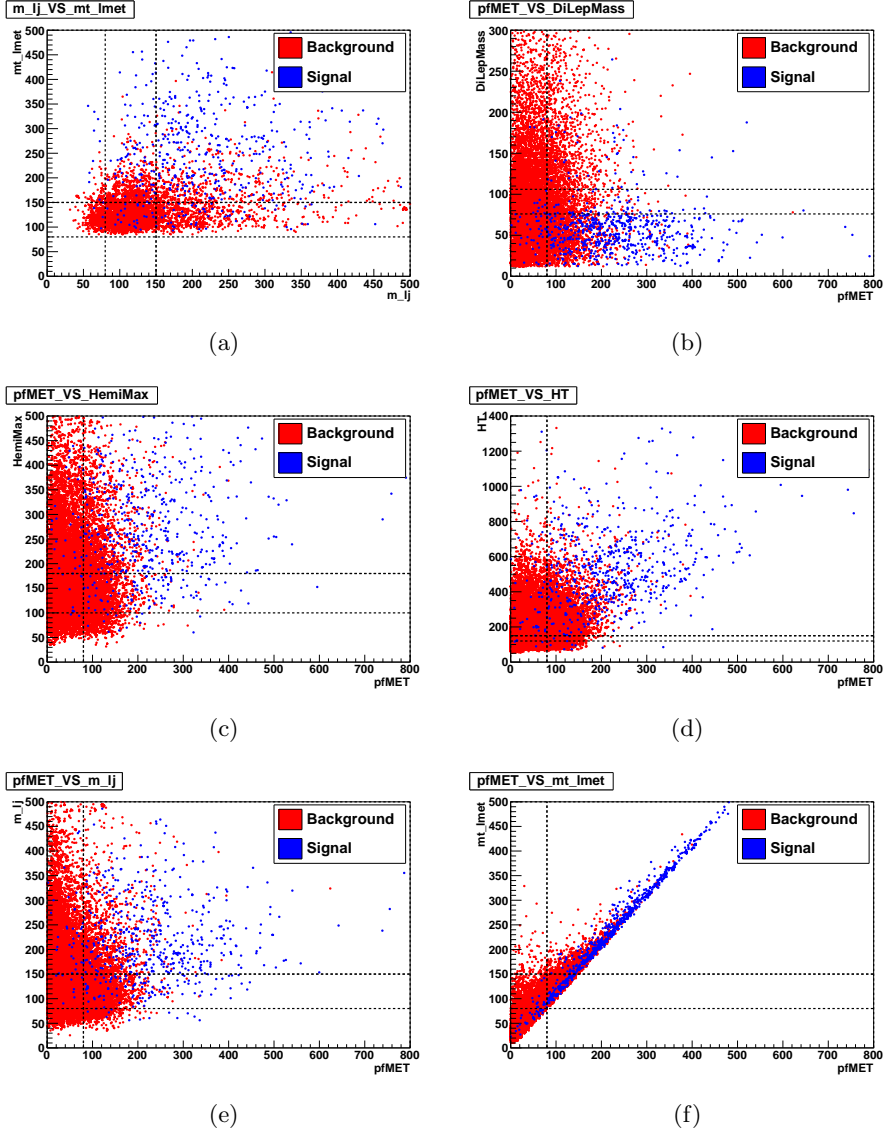 m_lj_VS_mt_lmet
mt_lmet
500
450
400
350
300
250
200
150
100
50
0
Background
Signal
0 50 100 150 200 250 300 350 400 450 500
m_lj
(a)
pfMET_VS_DiLepMass
DiLepMass
300
250
200
150
100
50
0
Background
Signal
0 100 200 300 400 500 600 700 800
pfMET
(b)
pfMET_VS_HemiMax
HemiMax
500
450
400
350
300
250
200
150
100
50
0
Background
Signal
0 100 200 300 400 500 600 700 800
pfMET
(c)
pfMET_VS_HT
HT
1400
1200
1000
800
600
400
200
0
Background
Signal
0 100 200 300 400 500 600 700 800
pfMET
(d)
pfMET_VS_m_lj
m_lj
500
450
400
350
300
250
200
150
100
50
0
Background
Signal
0 100 200 300 400 500 600 700 800
pfMET
(e)
pfMET_VS_mt_lmet
mt_lmet
500
450
400
350
300
250
200
150
100
50
0
Background
Signal
0 100 200 300 400 500 600 700 800
pfMET
(f)